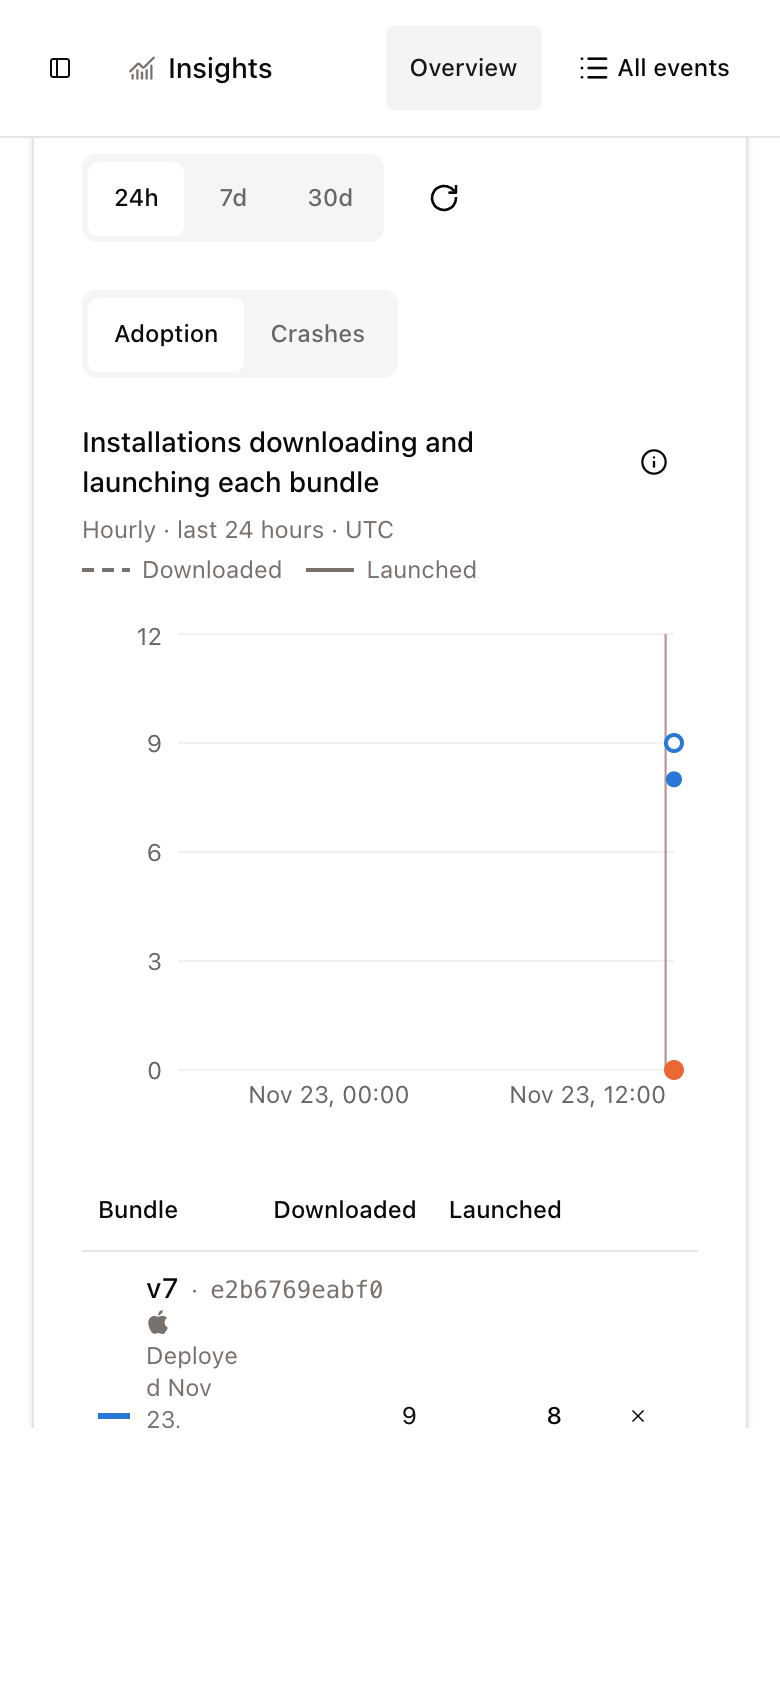 Insights
Overview
All events
24h
7d
30d
Adoption
Crashes
Installations downloading and
launching each bundle
Hourly · last 24 hours · UTC
Downloaded
Launched
12
9
6
3
0
Nov 23, 00:00
Nov 23, 12:00
Bundle
Downloaded
Launched
v7 · e2b6769eabf0
Deploye
d Nov
23,
9
8